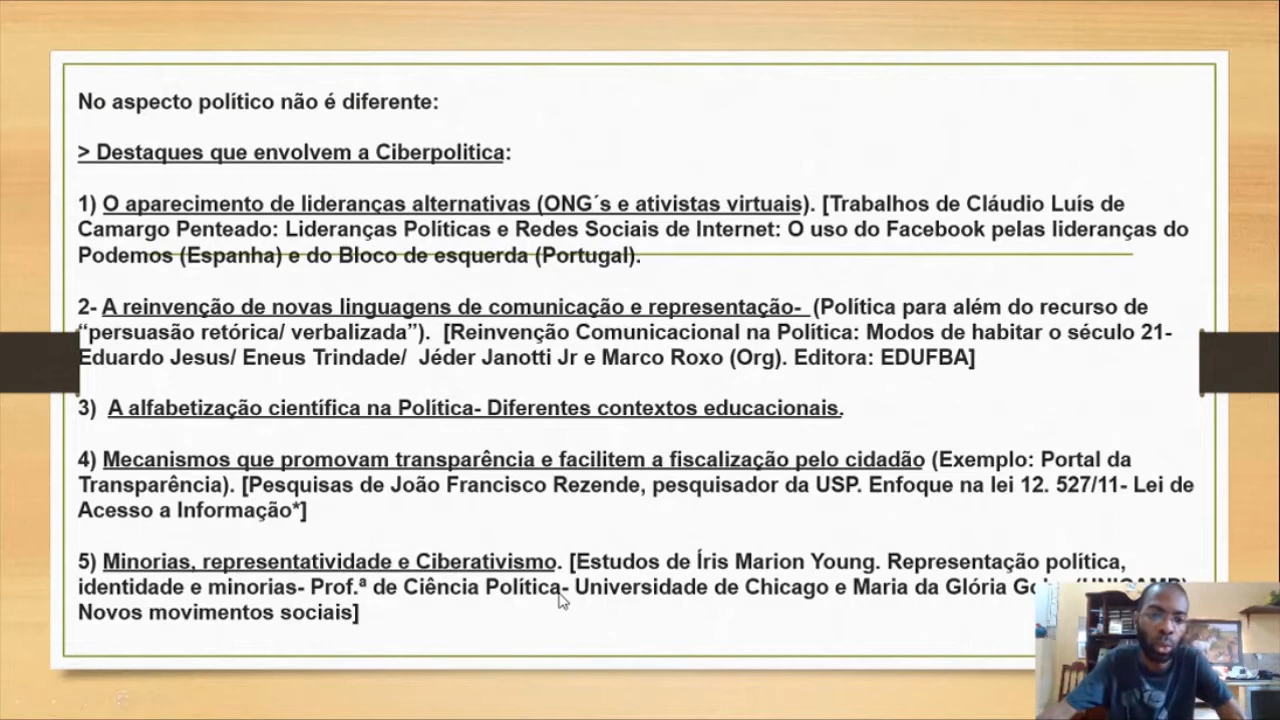 No aspecto político não é diferente:
> Destaques que envolvem a Ciberpolitica:
1) O aparecimento de lideranças alternativas (ONG´s e ativistas virtuais). [Trabalhos de Cláudio Luís de
Camargo Penteado: Lideranças Políticas e Redes Sociais de Internet: O uso do Facebook pelas lideranças do
Podemos (Espanha) e do Bloco de esquerda (Portugal).
2- A reinvenção de novas linguagens de comunicação e representação- (Política para além do recurso de
“persuasão retórica/ verbalizada”). [Reinvenção Comunicacional na Política: Modos de habitar o século 21-
Eduardo Jesus/ Eneus Trindade/ Jéder Janotti Jr e Marco Roxo (Org). Editora: EDUFBA]
3) A alfabetização científica na Política- Diferentes contextos educacionais.
4) Mecanismos que promovam transparência e facilitem a fiscalização pelo cidadão (Exemplo: Portal da
Transparência). [Pesquisas de João Francisco Rezende, pesquisador da USP. Enfoque na lei 12. 527/11- Lei de
Acesso a Informação*]
5) Minorias, representatividade e Ciberativismo. [Estudos de Íris Marion Young. Representação política,
identidade e minorias- Prof.ª de Ciência Política- Universidade de Chicago e Maria da Glória
Novos movimentos sociais]